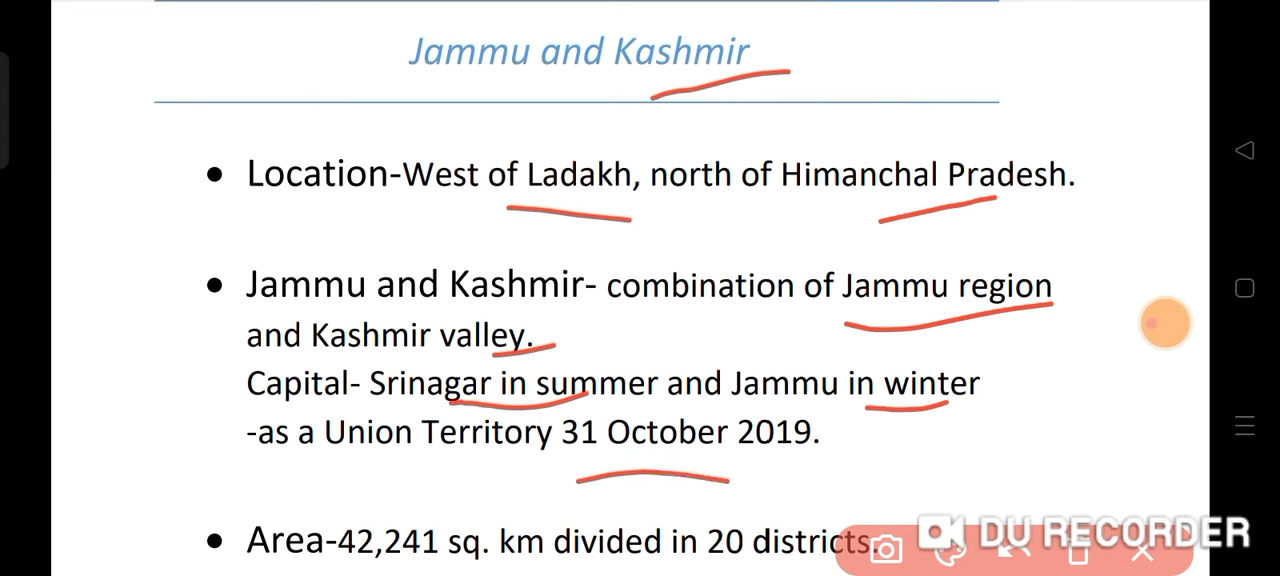 Jammu and Kashmir
• Location-West of Ladakh, north of Himanchal Pradesh.
• Jammu and Kashmir- combination of Jammu region
and Kashmir valley.
Capital- Srinagar in summer and Jammu in winter
-as a Union Territory 31 October 2019.
• Area-42,241 sq. km divided in 20 districts.
DU RECORDER